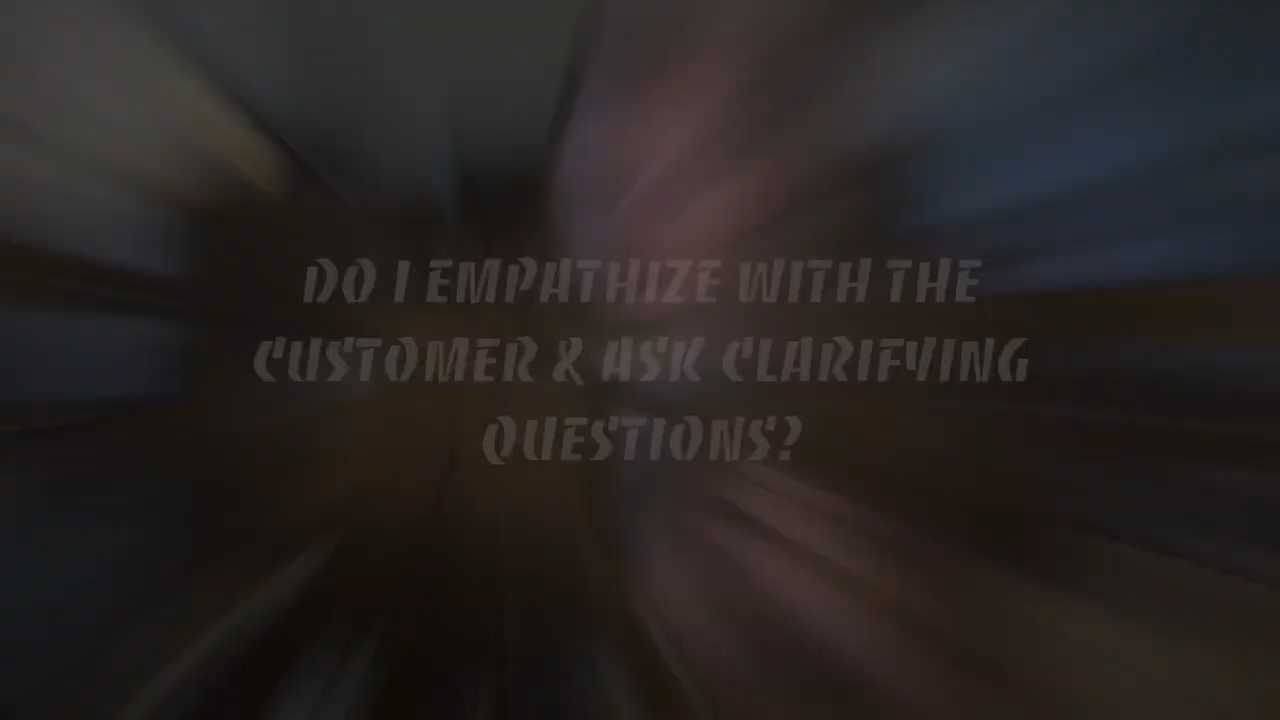 DO I EMPATHIZE WITH THE
CUSTOMER & ASK CLARIFYING
QUESTIONS?